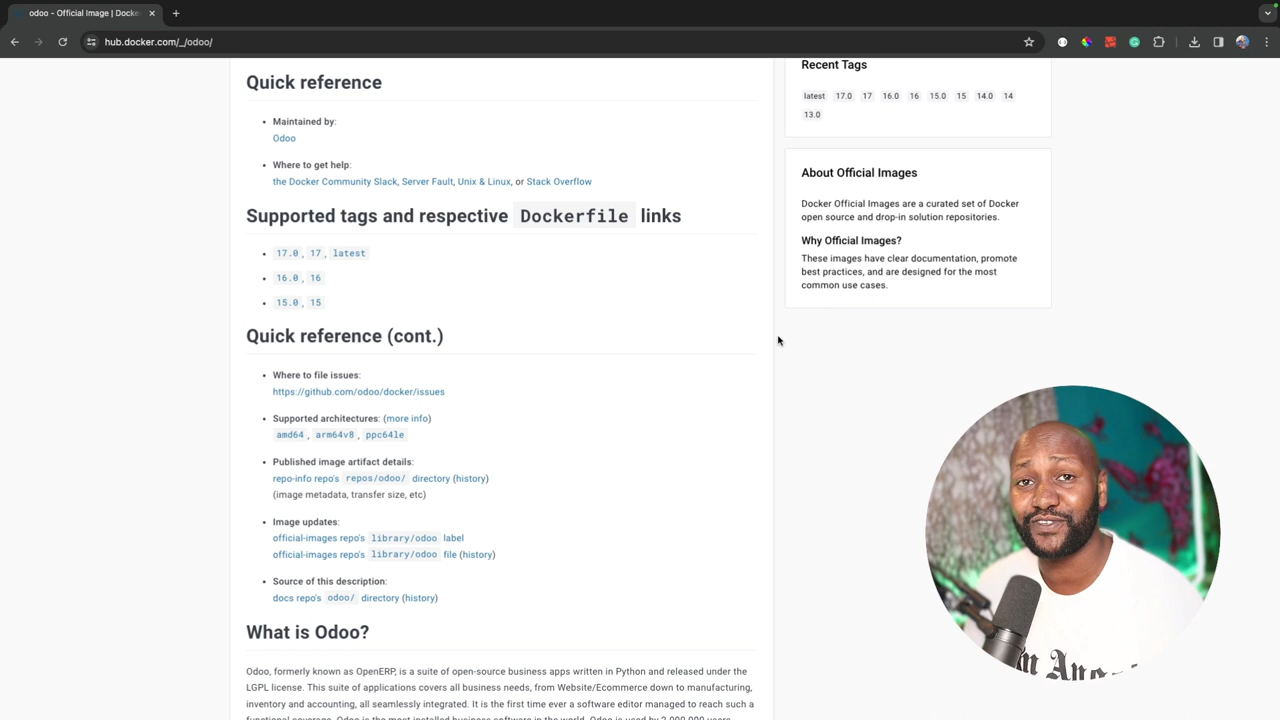 odoo - Official Image | Docke
hub.docker.com/_/odoo/
Quick reference
Maintained by:
Odoo
Where to get help:
the Docker Community Slack, Server Fault, Unix & Linux, or Stack Overflow
Supported tags and respective Dockerfile links
17.0, 17, latest
16.0, 16
15.0, 15
Quick reference (cont.)
Where to file issues:
https://github.com/odoo/docker/issues
Supported architectures: (more info)
amd64, arm64v8, ppc64le
Published image artifact details:
repo-info repo's repos/odoo/ directory (history)
(image metadata, transfer size, etc)
Image updates:
official-images repo's library/odoo label
official-images repo's library/odoo file (history)
Source of this description:
docs repo's odoo/ directory (history)
What is Odoo?
Odoo, formerly known as OpenERP, is a suite of open-source business apps written in Python and released under the
LGPL license. This suite of applications covers all business needs, from Website/Ecommerce down to manufacturing,
inventory and accounting, all seamlessly integrated. It is the first time ever a software editor managed to reach such a
functional coverage. Odoo is the most installed business software in the world. Odoo is used by 2.000.000 users
Recent Tags
latest 17.0 17 16.0 16 15.0 15 14.0 14
13.0
About Official Images
Docker Official Images are a curated set of Docker
open source and drop-in solution repositories.
Why Official Images?
These images have clear documentation, promote
best practices, and are designed for the most
common use cases.